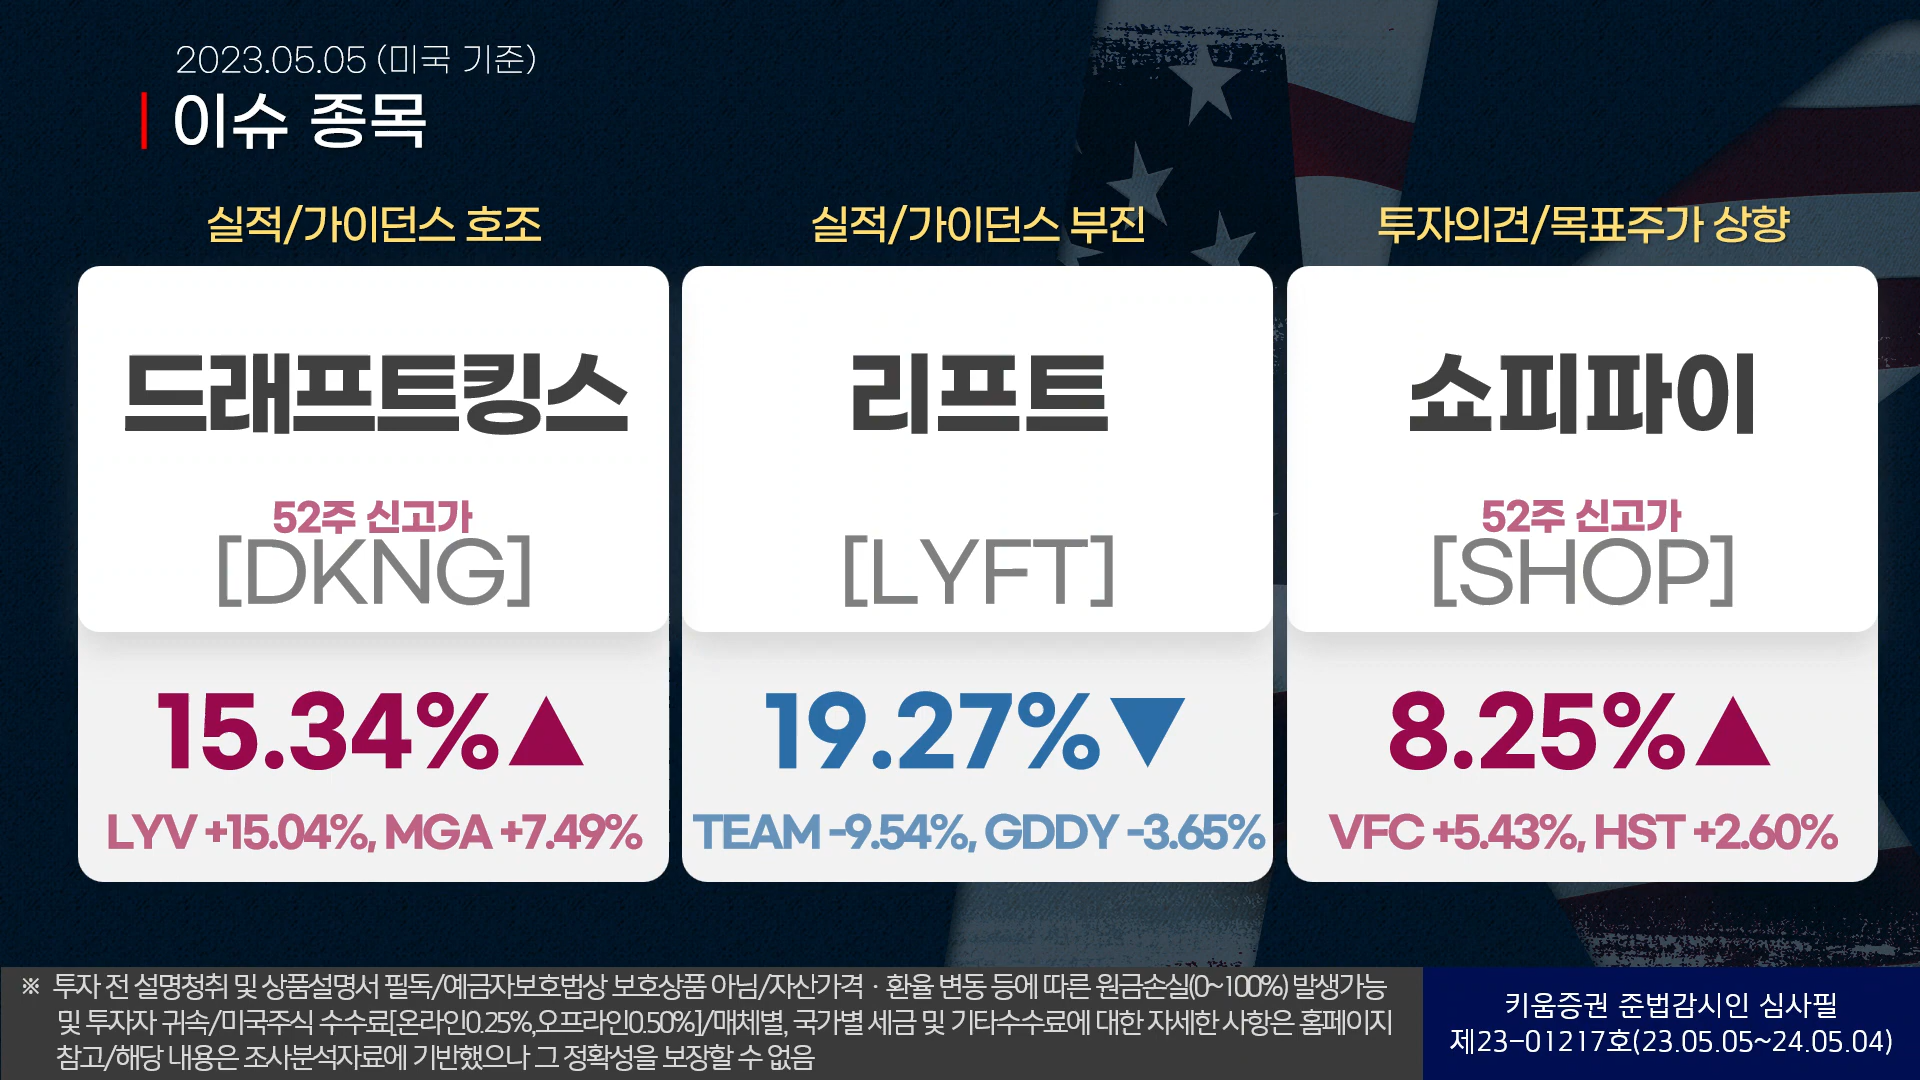 2023.05.05 (미국 기준)
이슈 종목
실적/가이던스 호조
드래프트킹스
52주 신고가
[DKNG]
15.34%▲
LYV +15.04%, MGA +7.49%
실적/가이던스 부진
리프트
[LYFT]
19.27%▼
TEAM -9.54%, GDDY -3.65%
투자의견/목표주가 상향
쇼피파이
52주 신고가
[SHOP]
8.25%▲
VFC +5.43%, HST +2.60%
※ 투자 전 설명청취 및 상품설명서 필독/예금자보호법상 보호상품 아님/자산가격 · 환율 변동 등에 따른 원금손실(0~100%) 발생가능
및 투자자 귀속/미국주식 수수료[온라인0.25%,오프라인0.50%]/매체별, 국가별 세금 및 기타수수료에 대한 자세한 사항은 홈페이지
참고/해당 내용은 조사분석자료에 기반했으나 그 정확성을 보장할 수 없음
키움증권 준법감시인 심사필
제23-01217호(23.05.05~24.05.04)